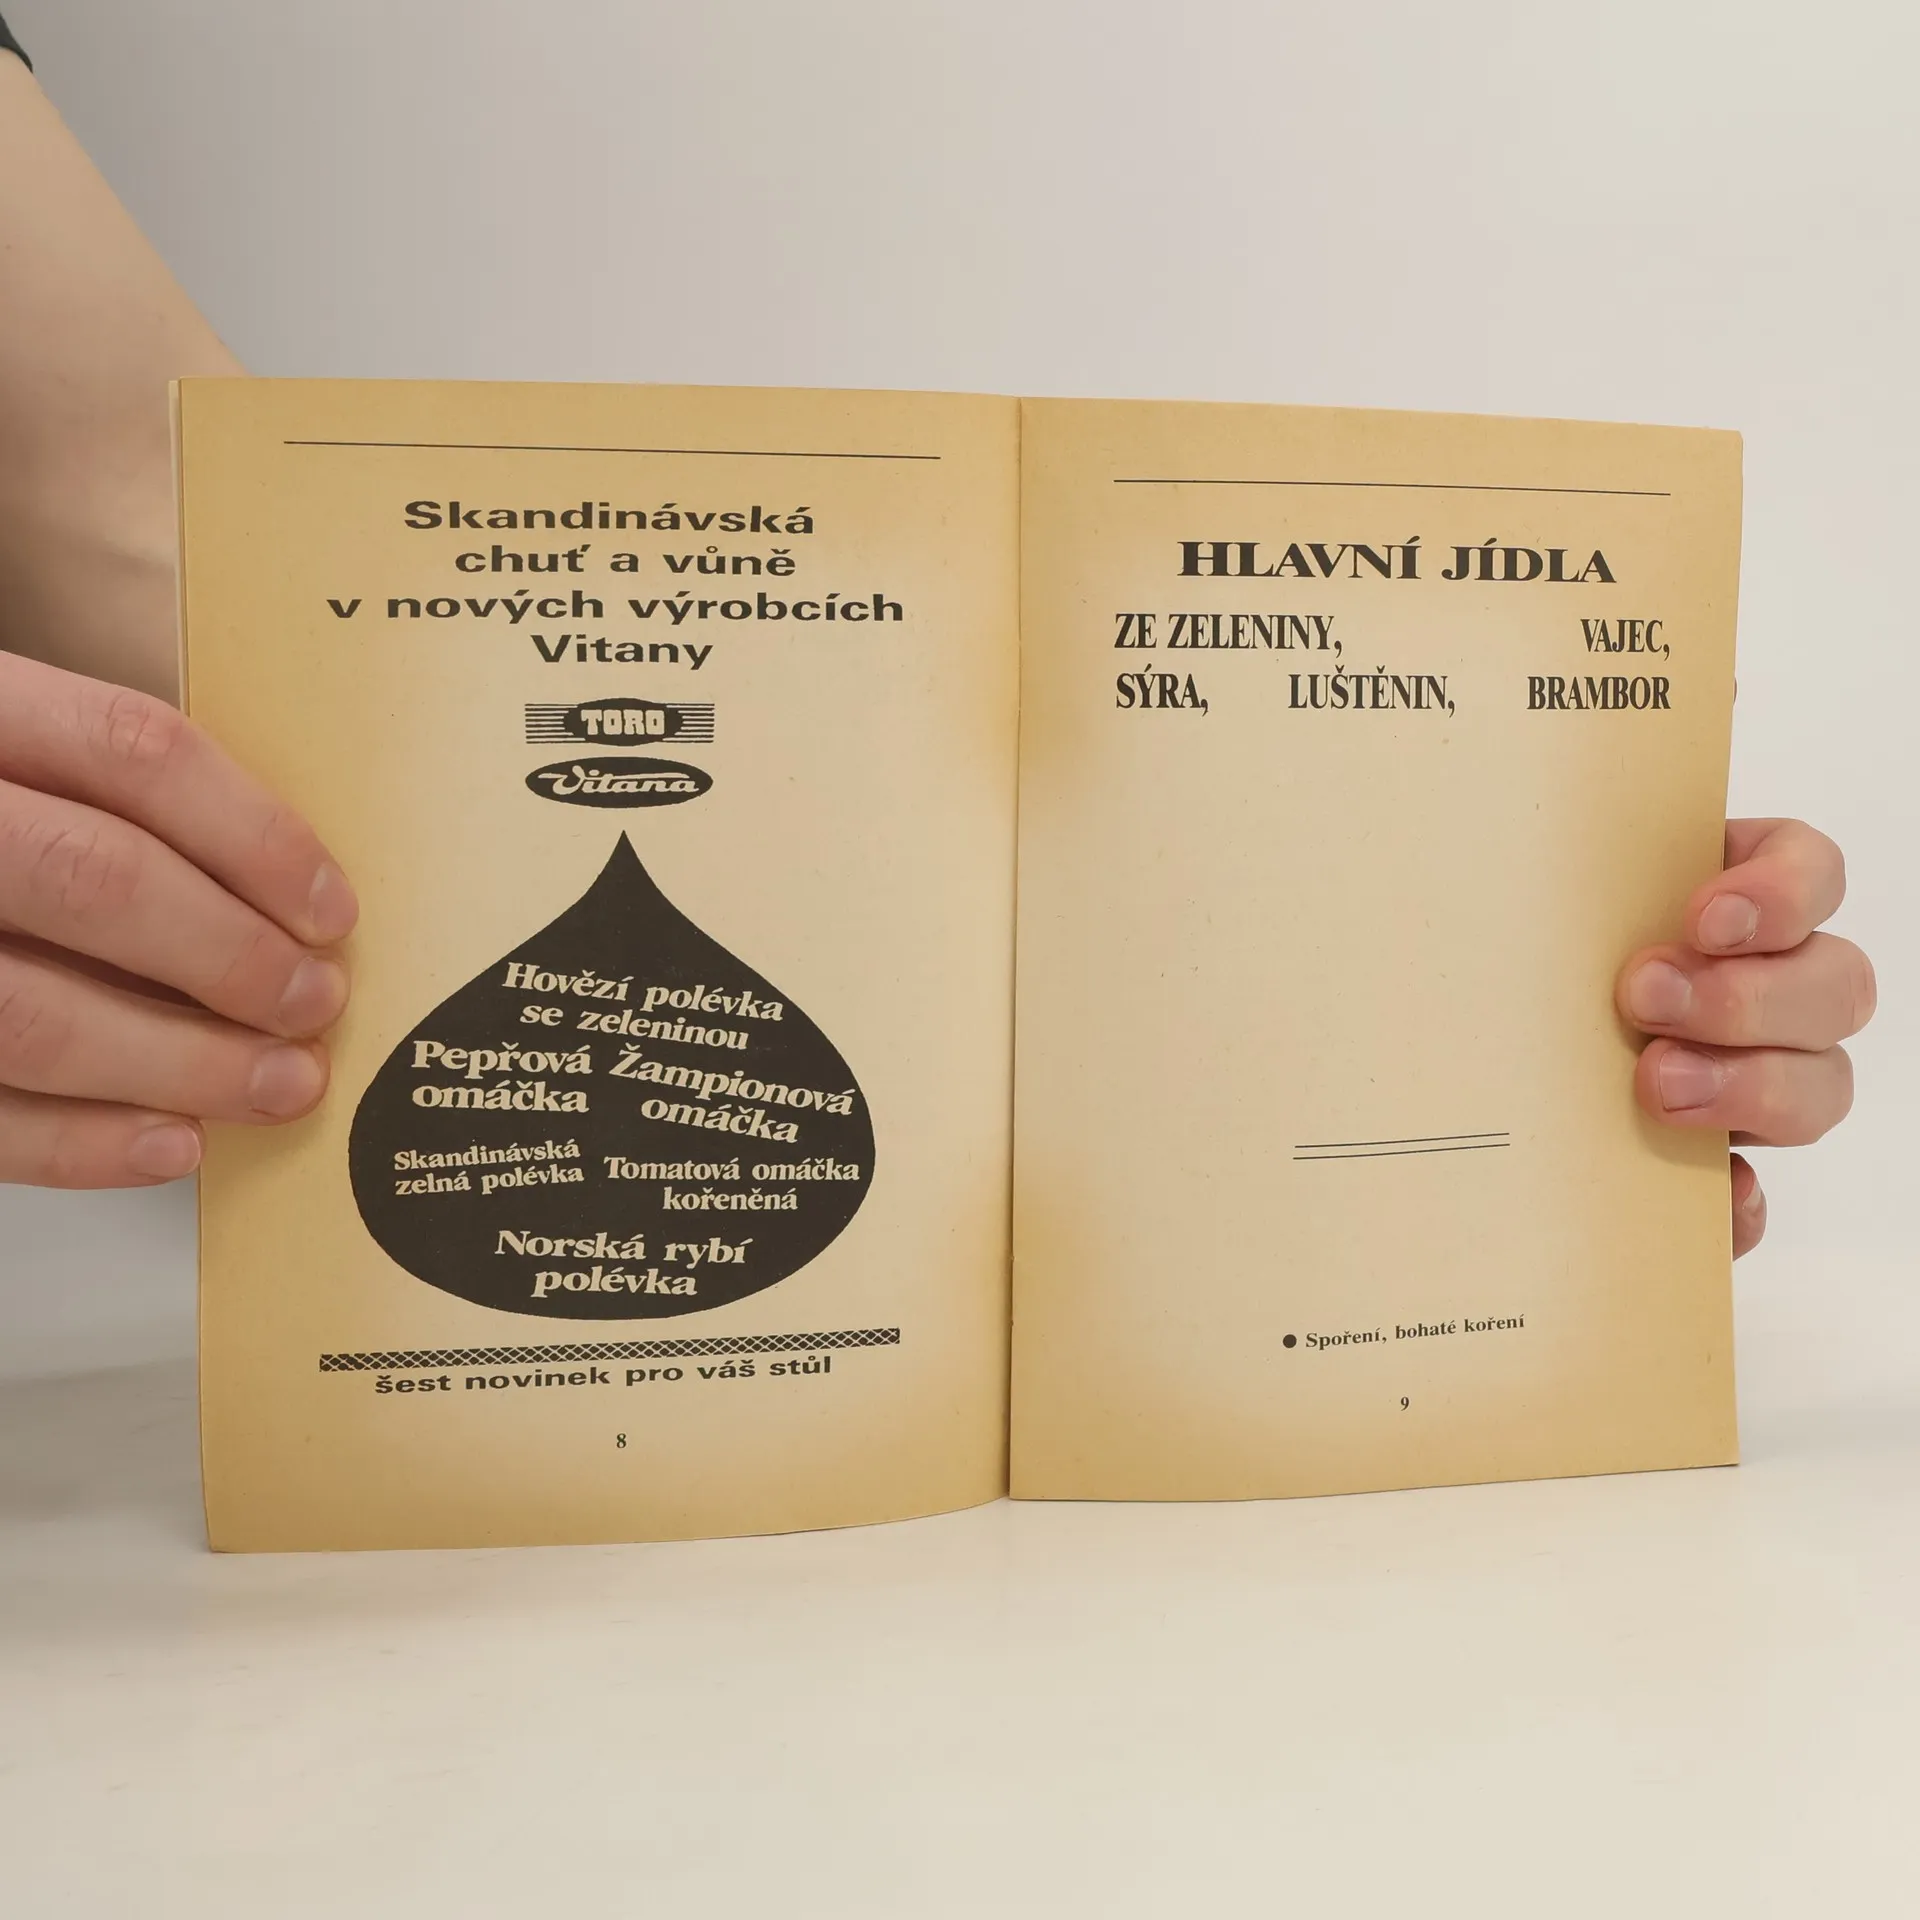 Skandinávská
chuť a vůně
v nových výrobcích
Vitany
TORO
Vitana
Hovězí polévka
se zeleninou
Pepřová
omáčka
Žampionová
omáčka
Skandinávská
zelná polévka
Tomatová omáčka
kořeněná
Norská rybí
polévka
šest novinek pro váš stůl
8
HLAVNÍ JÍDLA
ZE ZELENINY, VAJEC,
SÝRA, LUŠTĚNIN, BRAMBOR
● Spoření, bohaté koření
9